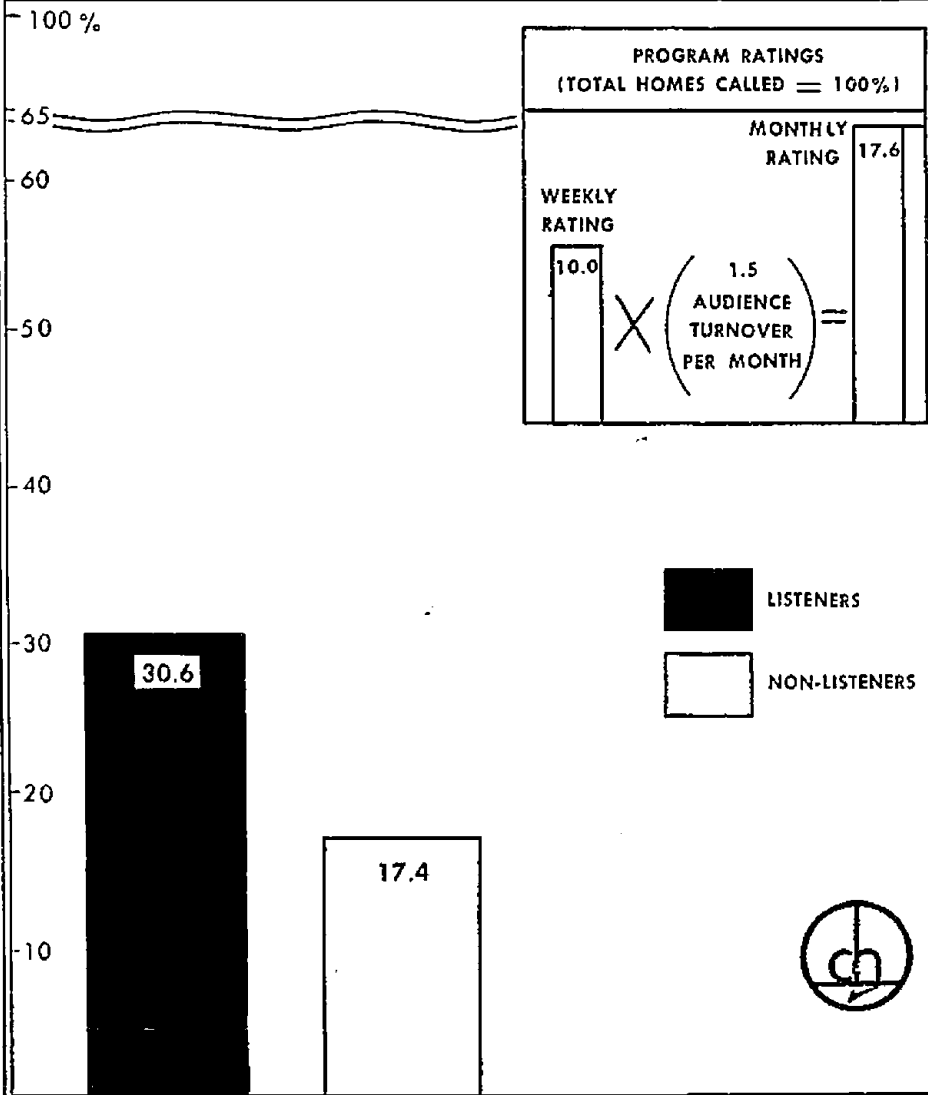 100 %
65
60
50
40
30
20
10
30.6
17.4
PROGRAM RATINGS
(TOTAL HOMES CALLED = 100%)
WEEKLY
RATING
10.0
X
(1.5
AUDIENCE
TURNOVER
PER MONTH)
=
MONTHLY
RATING
17.6
LISTENERS
NON-LISTENERS
cn